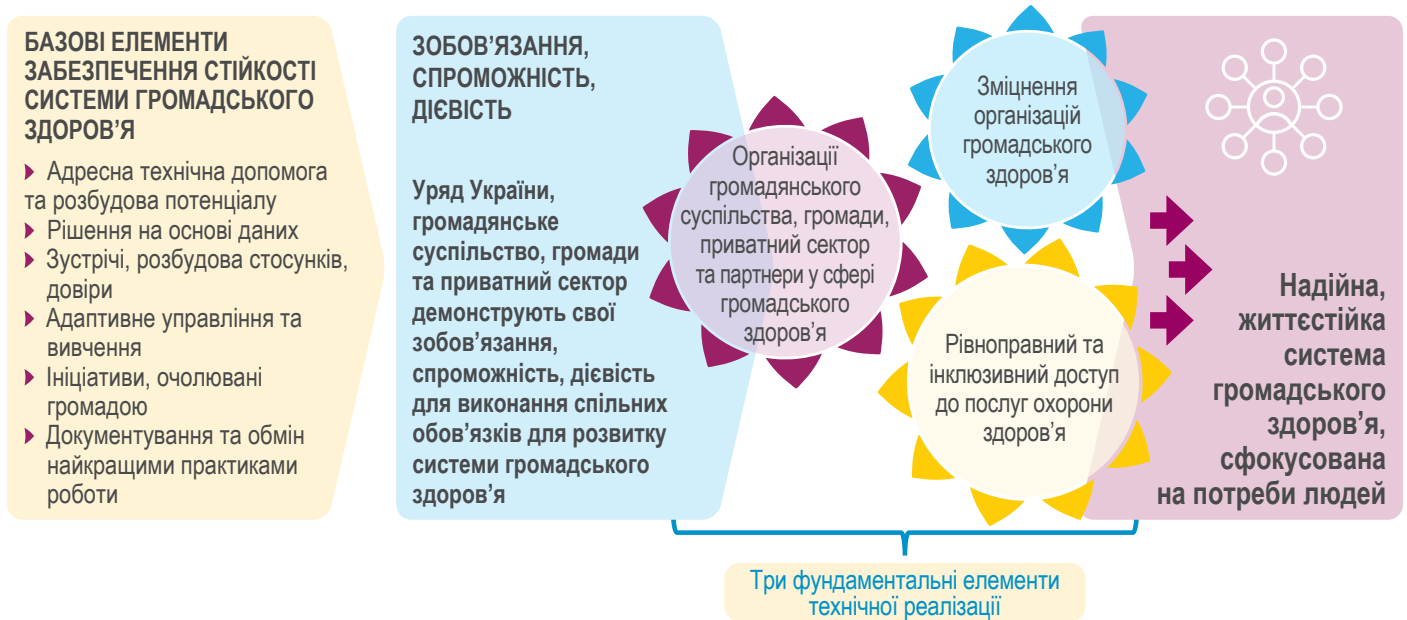 БАЗОВІ ЕЛЕМЕНТИ
ЗАБЕЗПЕЧЕННЯ СТІЙКОСТІ
СИСТЕМИ ГРОМАДСЬКОГО
ЗДОРОВ’Я
Адресна технічна допомога
та розбудова потенціалу
Рішення на основі даних
Зустрічі, розбудова стосунків,
довіри
Адаптивне управління та
вивчення
Ініціативи, очолювані
громадою
Документування та обмін
найкращими практиками
роботи
ЗОБОВ’ЯЗАННЯ,
СПРОМОЖНІСТЬ,
ДІЄВІСТЬ
Уряд України,
громадянське
суспільство, громади
та приватний сектор
демонструють свої
зобов’язання,
спроможність, дієвість
для виконання спільних
обов’язків для розвитку
системи громадського
здоров’я
Організації
громадянського
суспільства, громади,
приватний сектор
та партнери у сфері
громадського
здоров’я
Зміцнення
організацій
громадського
здоров’я
Рівноправний та
інклюзивний доступ
до послуг охорони
здоров’я
Надійна,
життєстійка
система
громадського
здоров’я,
сфокусована
на потреби людей
Три фундаментальні елементи
технічної реалізації